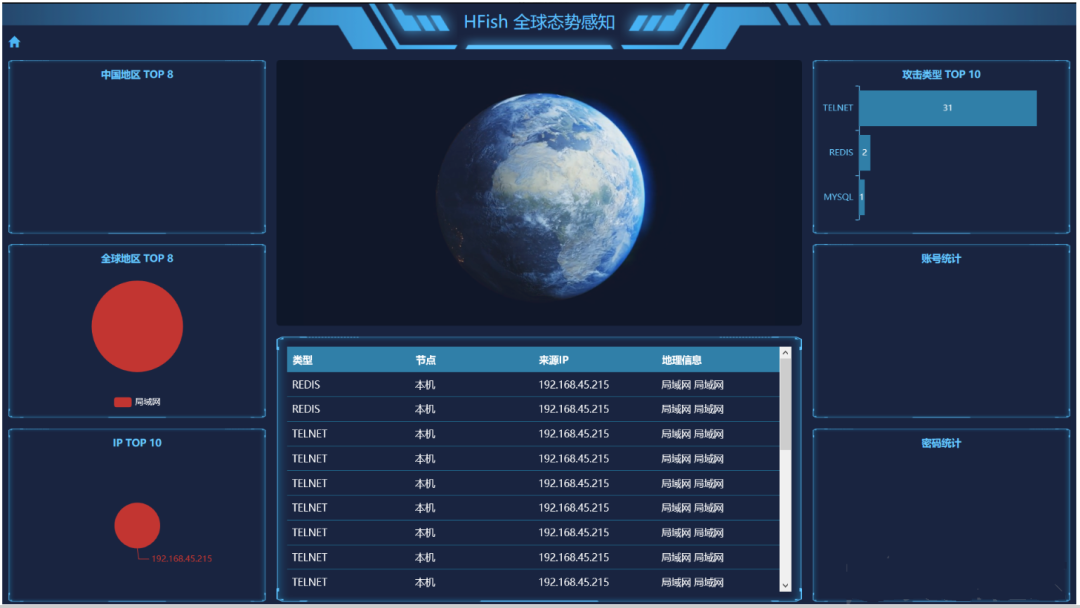 HFish 全球态势感知
中国地区 TOP 8
全球地区 TOP 8
局域网
IP TOP 10
192.168.45.215
类型 节点 来源IP 地理信息
REDIS 本机 192.168.45.215 局域网 局域网
REDIS 本机 192.168.45.215 局域网 局域网
TELNET 本机 192.168.45.215 局域网 局域网
TELNET 本机 192.168.45.215 局域网 局域网
TELNET 本机 192.168.45.215 局域网 局域网
TELNET 本机 192.168.45.215 局域网 局域网
TELNET 本机 192.168.45.215 局域网 局域网
TELNET 本机 192.168.45.215 局域网 局域网
TELNET 本机 192.168.45.215 局域网 局域网
攻击类型 TOP 10
TELNET 31
REDIS 2
MYSQL 1
账号统计
密码统计